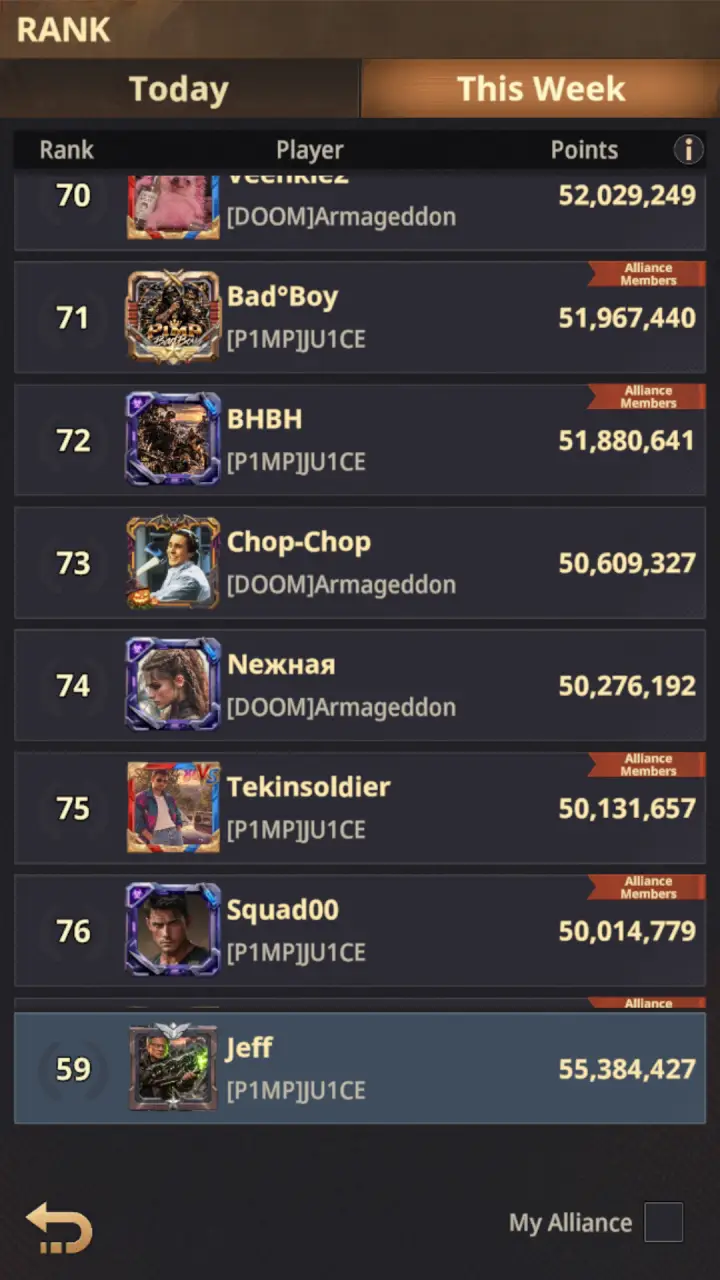 RANK
Today
This Week
Rank
Player
Points
i
70
52,029,249
[DOOM]Armageddon
Alliance
Members
71
Bad°Boy
51,967,440
[P1MP]JU1CE
Alliance
Members
72
BHBH
51,880,641
[P1MP]JU1CE
73
Chop-Chop
50,609,327
[DOOM]Armageddon
74
Neжная
50,276,192
[DOOM]Armageddon
Alliance
Members
75
Tekinsoldier
50,131,657
[P1MP]JU1CE
Alliance
Members
76
Squad00
50,014,779
[P1MP]JU1CE
Alliance
59
Jeff
55,384,427
[P1MP]JU1CE
My Alliance